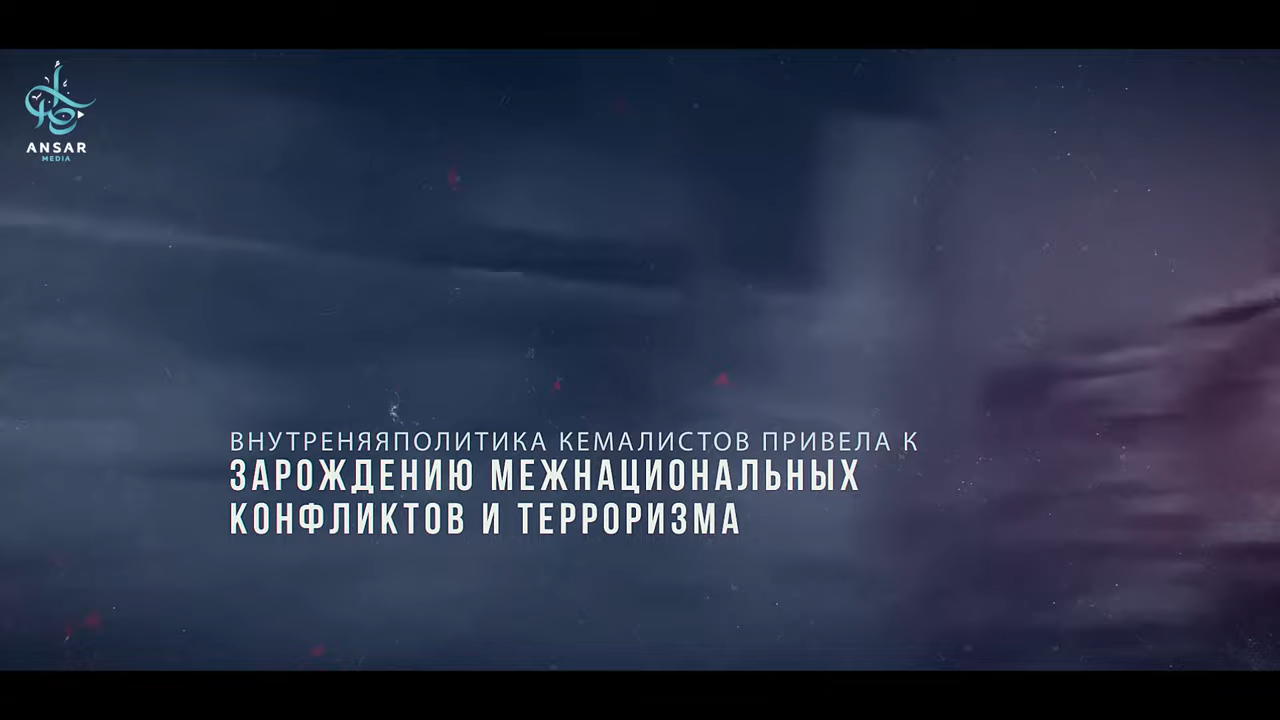 ANSAR
MEDIA
ВНУТРЕНЯЯПОЛИТИКА КЕМАЛИСТОВ ПРИВЕЛА К
ЗАРОЖДЕНИЮ МЕЖНАЦИОНАЛЬНЫХ
КОНФЛИКТОВ И ТЕРРОРИЗМА